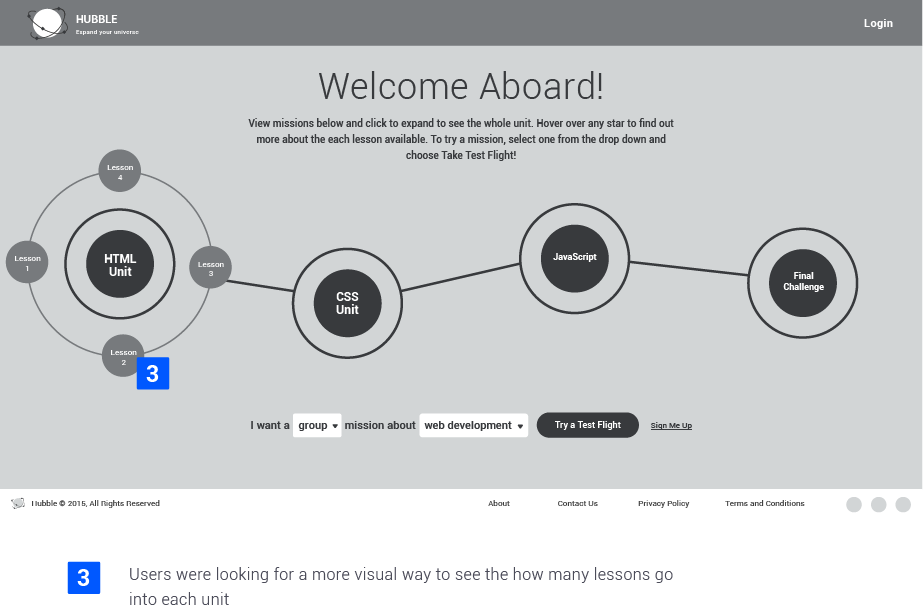 HUBBLE
Expand your universe
Login
Welcome Aboard!
View missions below and click to expand to see the whole unit. Hover over any star to find out
more about the each lesson available. To try a mission, select one from the drop down and
choose Take Test Flight!
Lesson
4
Lesson
1
HTML
Unit
Lesson
3
Lesson
2
3
CSS
Unit
JavaScript
Final
Challenge
I want a group mission about web development Try a Test Flight Sign Me Up
Hubble © 2015, All Rights Reserved About Contact Us Privacy Policy Terms and Conditions
3
Users were looking for a more visual way to see the how many lessons go
into each unit